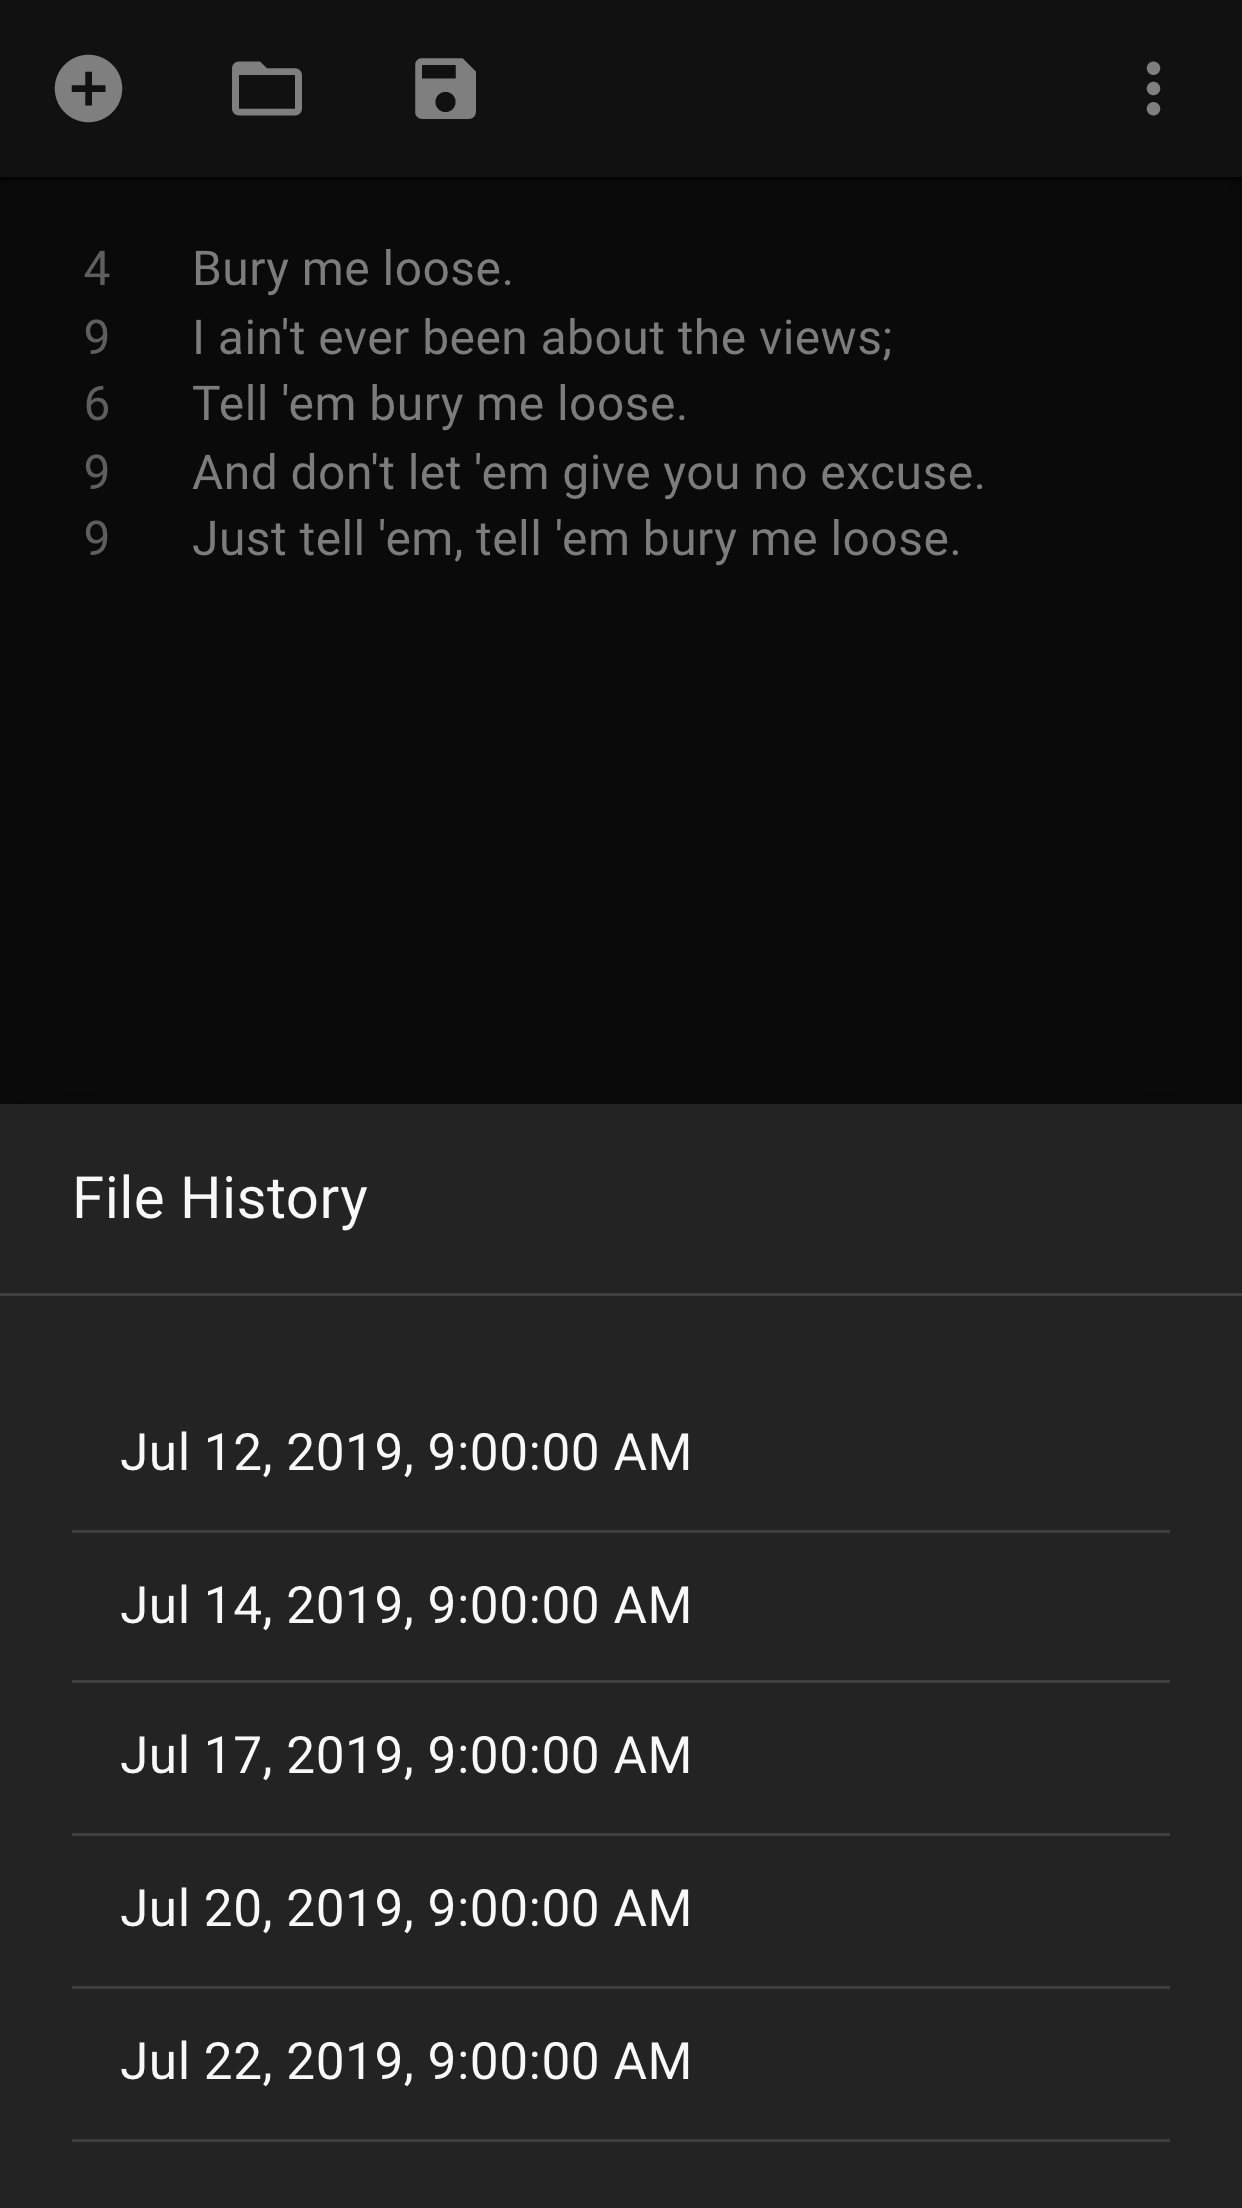 4 Bury me loose.
9 I ain't ever been about the views;
6 Tell 'em bury me loose.
9 And don't let 'em give you no excuse.
9 Just tell 'em, tell 'em bury me loose.
File History
Jul 12, 2019, 9:00:00 AM
Jul 14, 2019, 9:00:00 AM
Jul 17, 2019, 9:00:00 AM
Jul 20, 2019, 9:00:00 AM
Jul 22, 2019, 9:00:00 AM